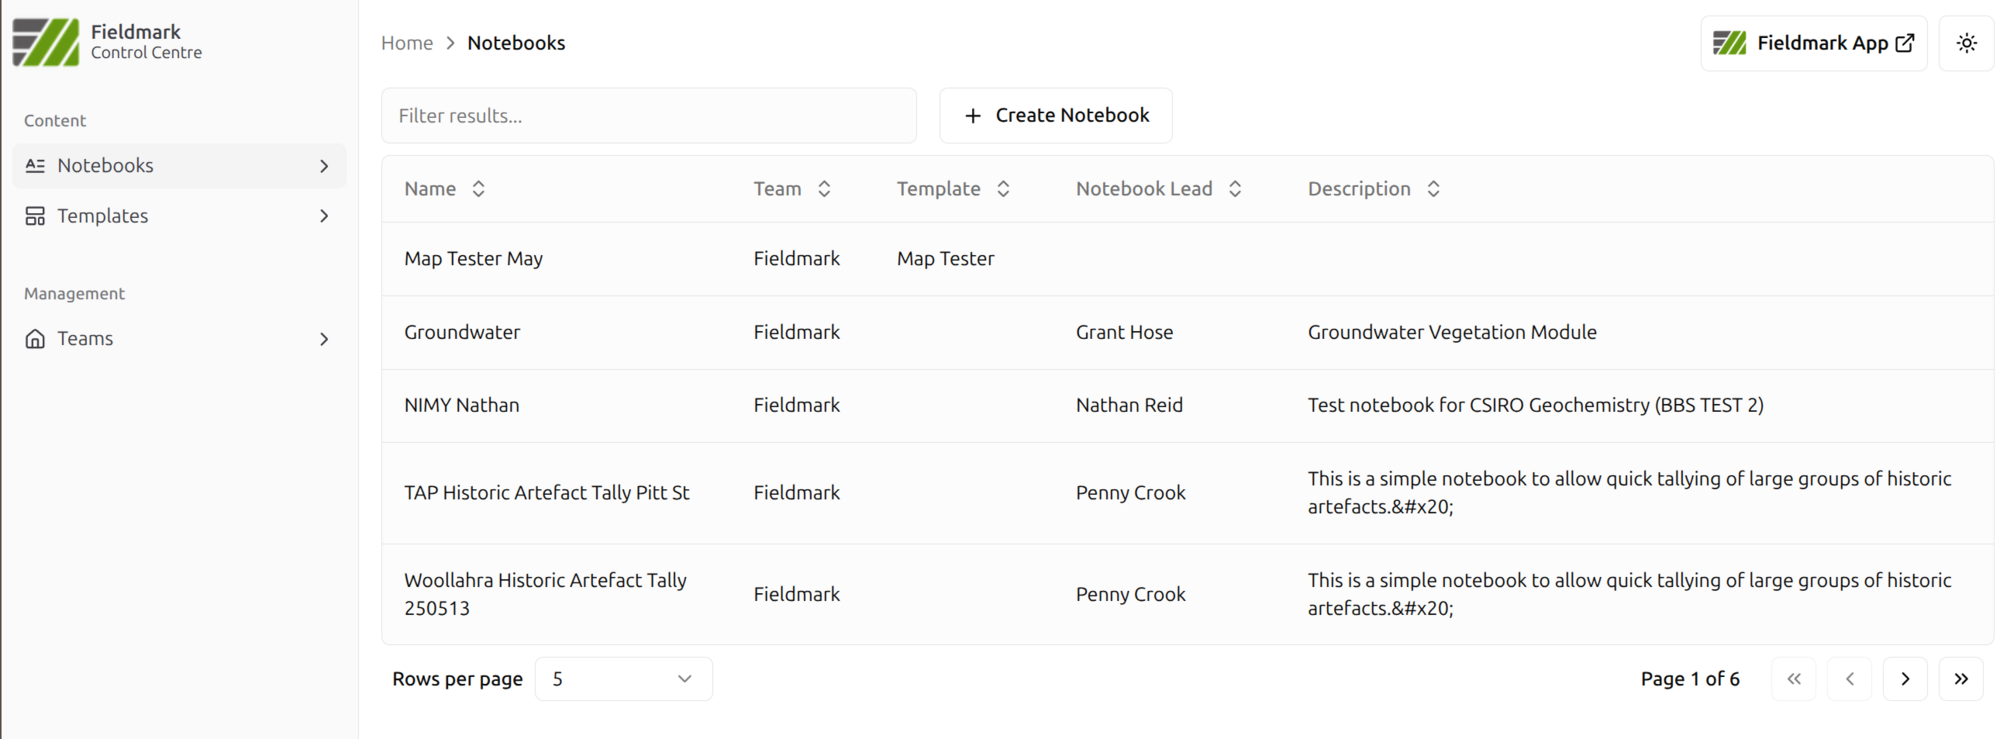 Fieldmark
Control Centre
Content
Notebooks
Templates
Management
Teams
Home > Notebooks
Fieldmark App
Filter results...
+ Create Notebook
Name Team Template Notebook Lead Description
Map Tester May Fieldmark Map Tester
Groundwater Fieldmark Grant Hose Groundwater Vegetation Module
NIMY Nathan Fieldmark Nathan Reid Test notebook for CSIRO Geochemistry (BBS TEST 2)
TAP Historic Artefact Tally Pitt St Fieldmark Penny Crook This is a simple notebook to allow quick tallying of large groups of historic
artefacts.&#x20;
Woollahra Historic Artefact Tally
250513 Fieldmark Penny Crook This is a simple notebook to allow quick tallying of large groups of historic
artefacts.&#x20;
Rows per page 5
Page 1 of 6